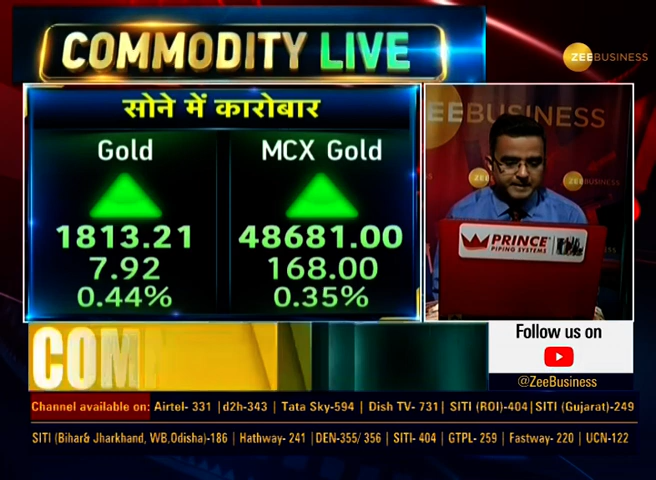 COMMODITY LIVE
ZEEBUSINESS
सोने में कारोबार
Gold
MCX Gold
1813.21
48681.00
7.92
168.00
0.44%
0.35%
ZEEBUSINESS
ZEEBUSINESS
PRINCE
PIPING SYSTEMS
COM
Follow us on
@ZeeBusiness
Channel available on: Airtel- 331 |d2h-343 | Tata Sky-594 | Dish TV- 731| SITI (ROI)-404|SITI (Gujarat)-249
SITI (Bihar& Jharkhand, WB,Odisha)-186 | Hathway- 241 |DEN-355/ 356 | SITI- 404 | GTPL- 259 | Fastway- 220 | UCN-122